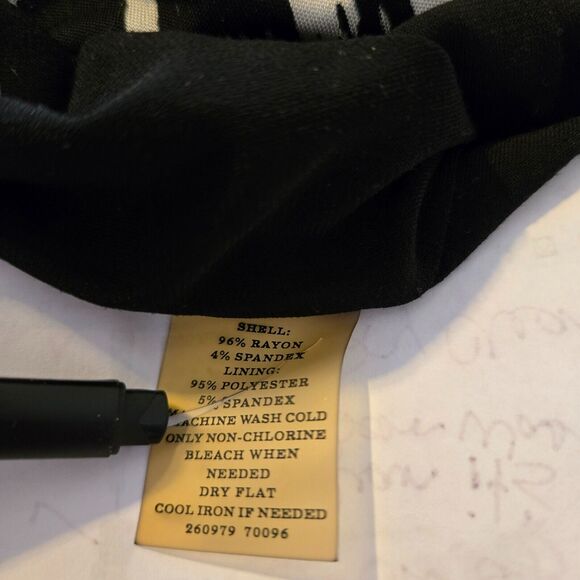 SHELL:
96% RAYON
4% SPANDEX
LINING:
95% POLYESTER
5% SPANDEX
MACHINE WASH COLD
ONLY NON-CHLORINE
BLEACH WHEN
NEEDED
DRY FLAT
COOL IRON IF NEEDED
260979 70096